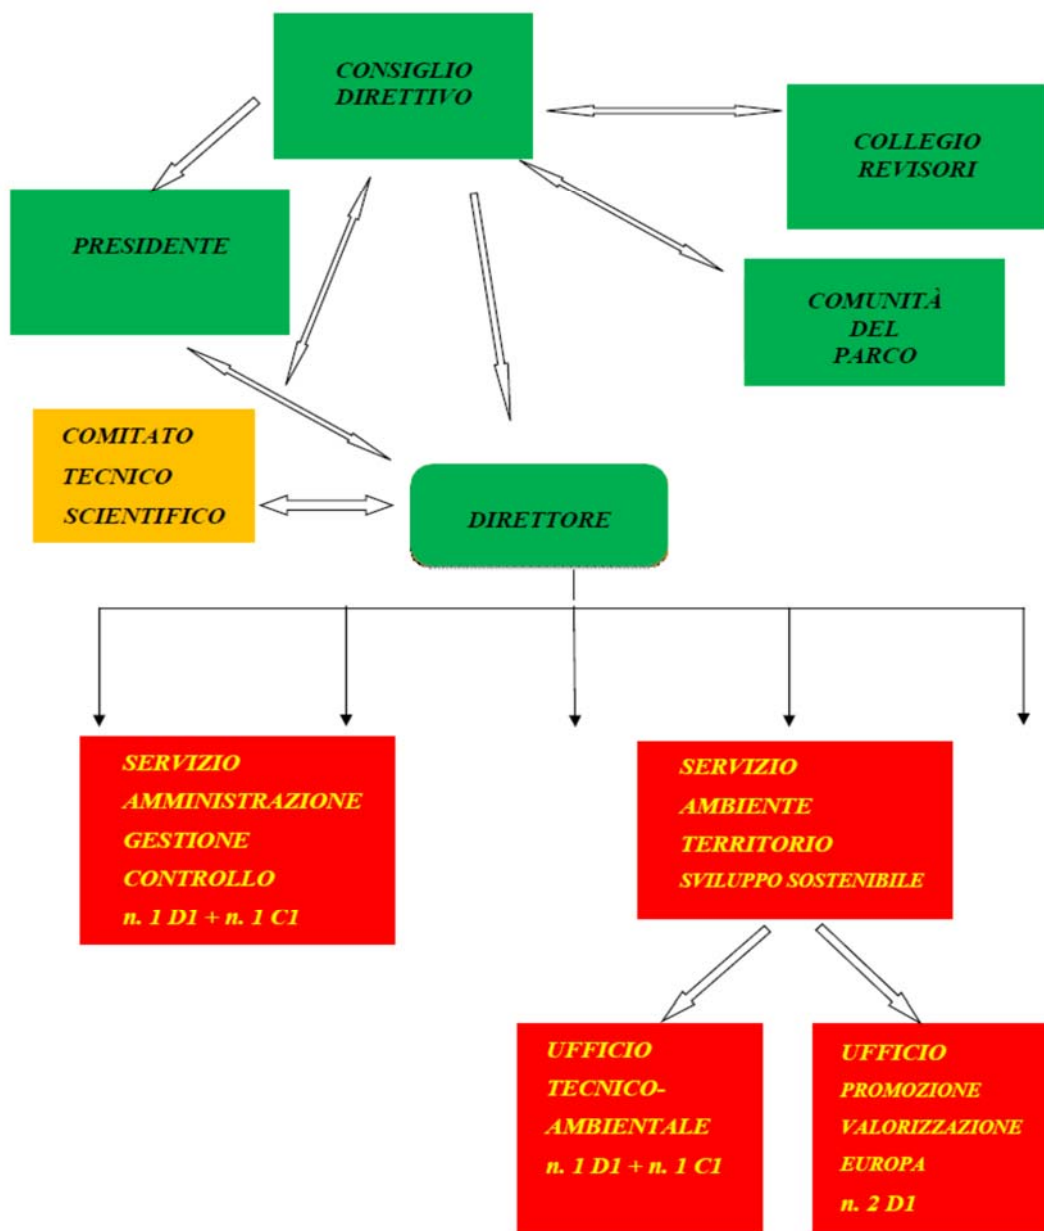 CONSIGLIO
DIRETTIVO
COLLEGIO
REVISORI
PRESIDENTE
COMUNITÀ
DEL
PARCO
COMITATO
TECNICO
SCIENTIFICO
DIRETTORE
SERVIZIO
AMMINISTRAZIONE
GESTIONE
CONTROLLO
n. 1 D1 + n. 1 C1
SERVIZIO
AMBIENTE
TERRITORIO
SVILUPPO SOSTENIBILE
UFFICIO
TECNICO-
AMBIENTALE
n. 1 D1 + n. 1 C1
UFFICIO
PROMOZIONE
VALORIZZAZIONE
EUROPA
n. 2 D1